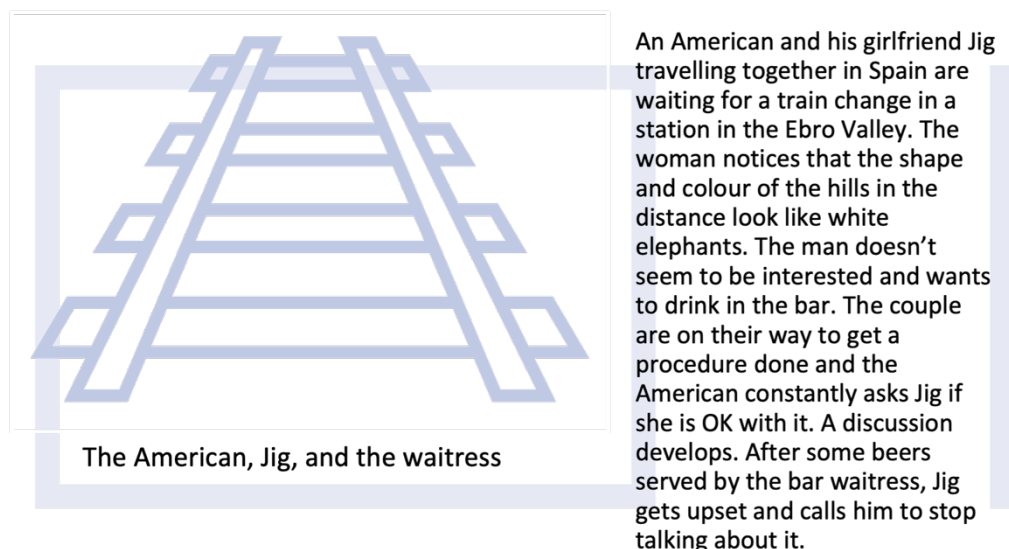 The American, Jig, and the waitress
An American and his girlfriend Jig
travelling together in Spain are
waiting for a train change in a
station in the Ebro Valley. The
woman notices that the shape
and colour of the hills in the
distance look like white
elephants. The man doesn’t
seem to be interested and wants
to drink in the bar. The couple
are on their way to get a
procedure done and the
American constantly asks Jig if
she is OK with it. A discussion
develops. After some beers
served by the bar waitress, Jig
gets upset and calls him to stop
talking about it.